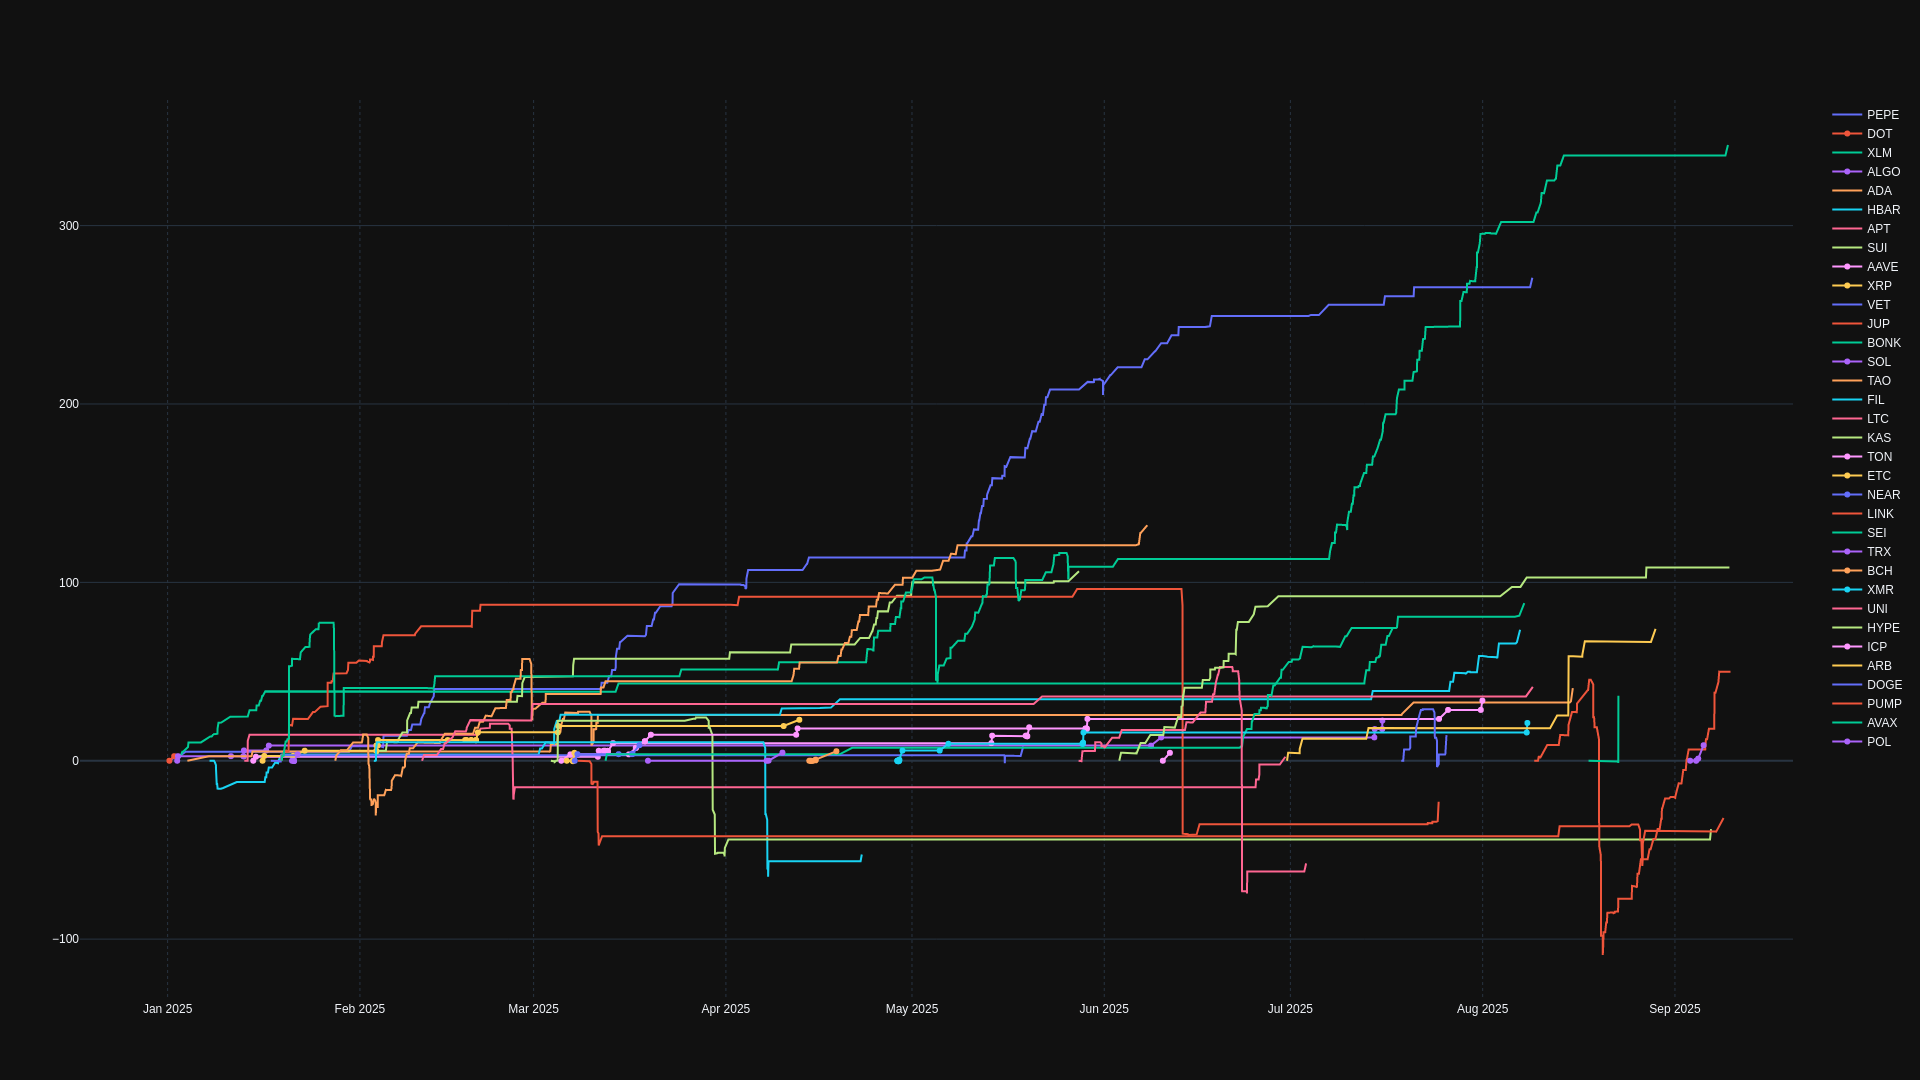 300
200
100
0
−100
Jan 2025
Feb 2025
Mar 2025
Apr 2025
May 2025
Jun 2025
Jul 2025
Aug 2025
Sep 2025
PEPE
DOT
XLM
ALGO
ADA
HBAR
APT
SUI
AAVE
XRP
VET
JUP
BONK
SOL
TAO
FIL
LTC
KAS
TON
ETC
NEAR
LINK
SEI
TRX
BCH
XMR
UNI
HYPE
ICP
ARB
DOGE
PUMP
AVAX
POL